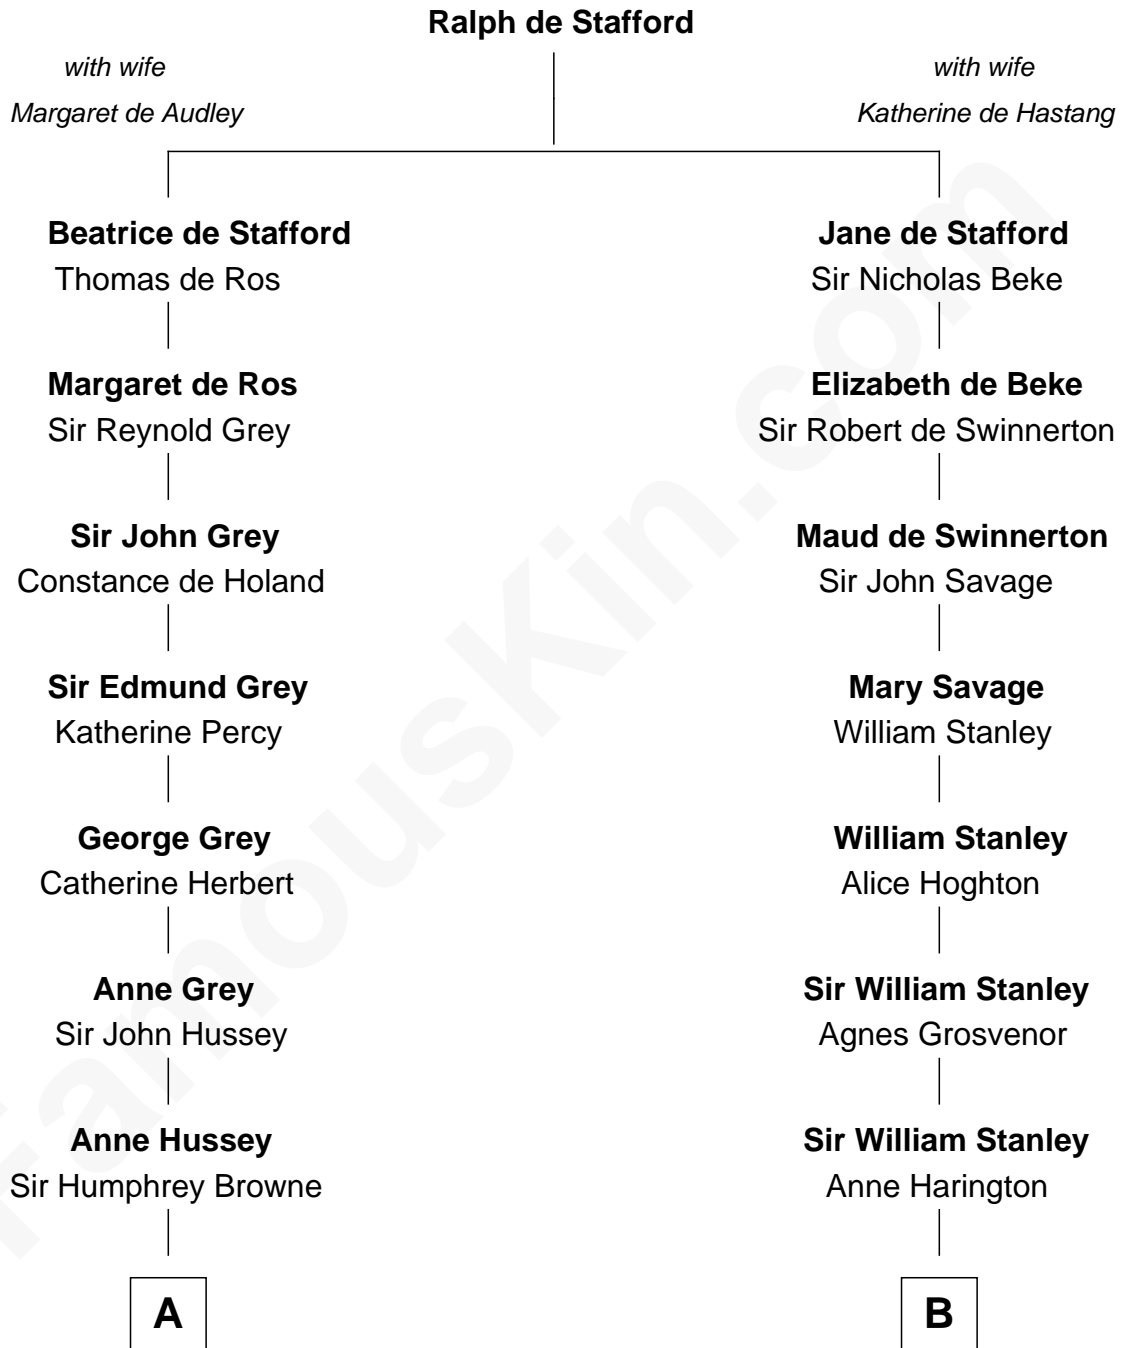 Ralph de Stafford
with wife
Margaret de Audley
with wife
Katherine de Hastang
Beatrice de Stafford
Thomas de Ros
Jane de Stafford
Sir Nicholas Beke
Margaret de Ros
Sir Reynold Grey
Elizabeth de Beke
Sir Robert de Swinnerton
Sir John Grey
Constance de Holand
Maud de Swinnerton
Sir John Savage
Sir Edmund Grey
Katherine Percy
Mary Savage
William Stanley
George Grey
Catherine Herbert
William Stanley
Alice Hoghton
Anne Grey
Sir John Hussey
Sir William Stanley
Agnes Grosvenor
Anne Hussey
Sir Humphrey Browne
Sir William Stanley
Anne Harington
A
B
FamousKin.com